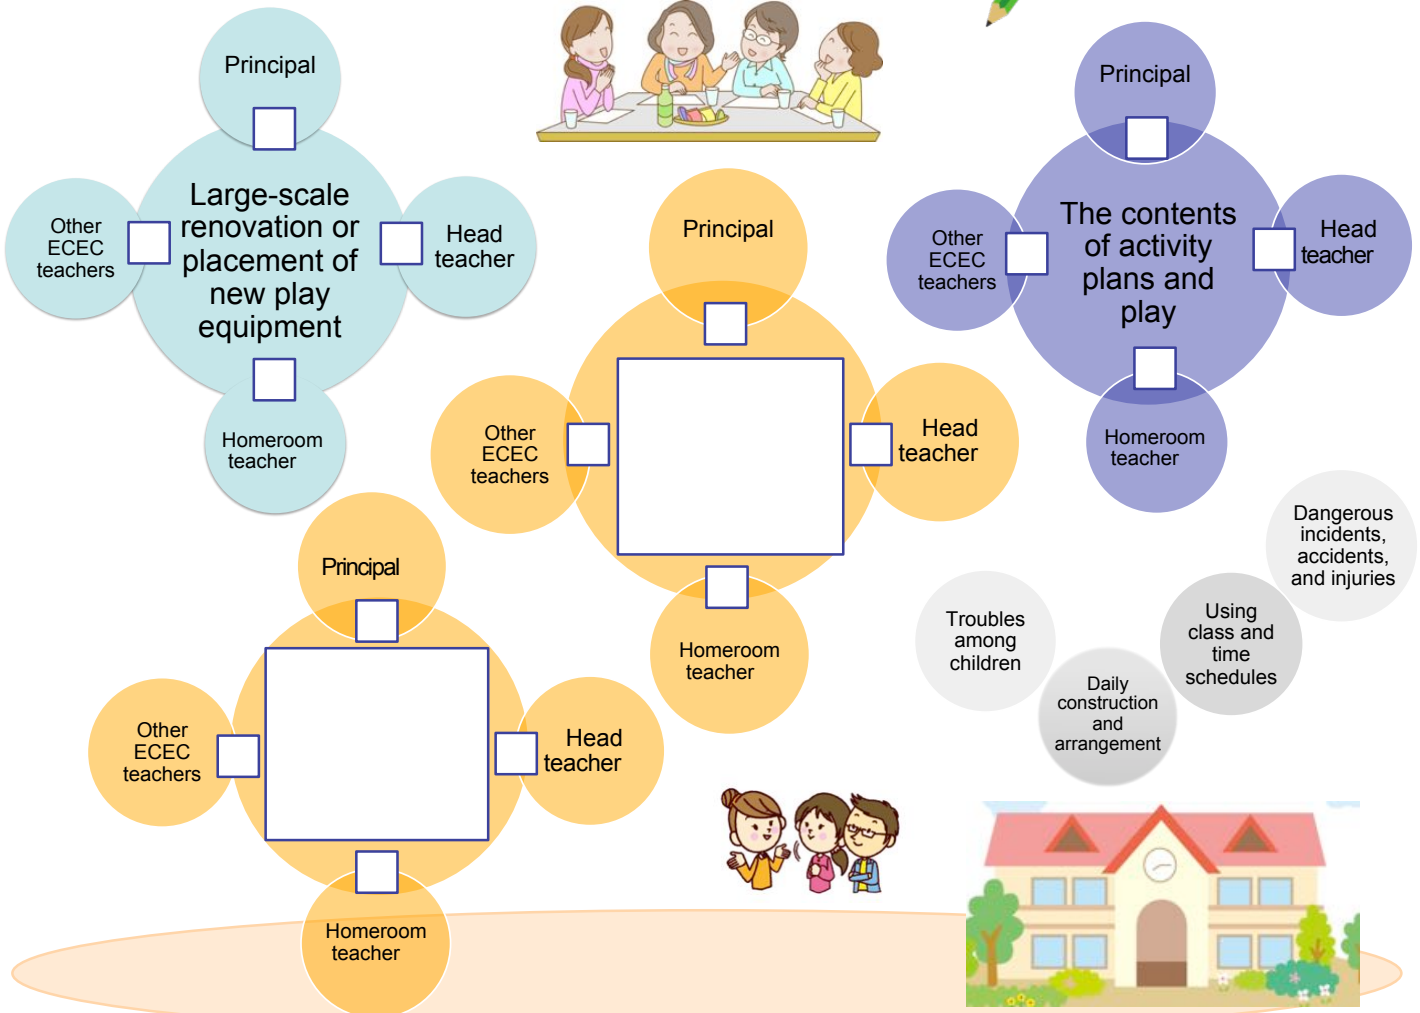 Principal
Other
ECEC
teachers
Large-scale
renovation or
placement of
new play
equipment
Head
teacher
Homeroom
teacher
Principal
Other
ECEC
teachers
Head
teacher
Homeroom
teacher
Principal
Other
ECEC
teachers
The contents
of activity
plans and
play
Head
teacher
Homeroom
teacher
Principal
Other
ECEC
teachers
Head
teacher
Homeroom
teacher
Troubles
among
children
Daily
construction
and
arrangement
Using
class and
time
schedules
Dangerous
incidents,
accidents,
and injuries